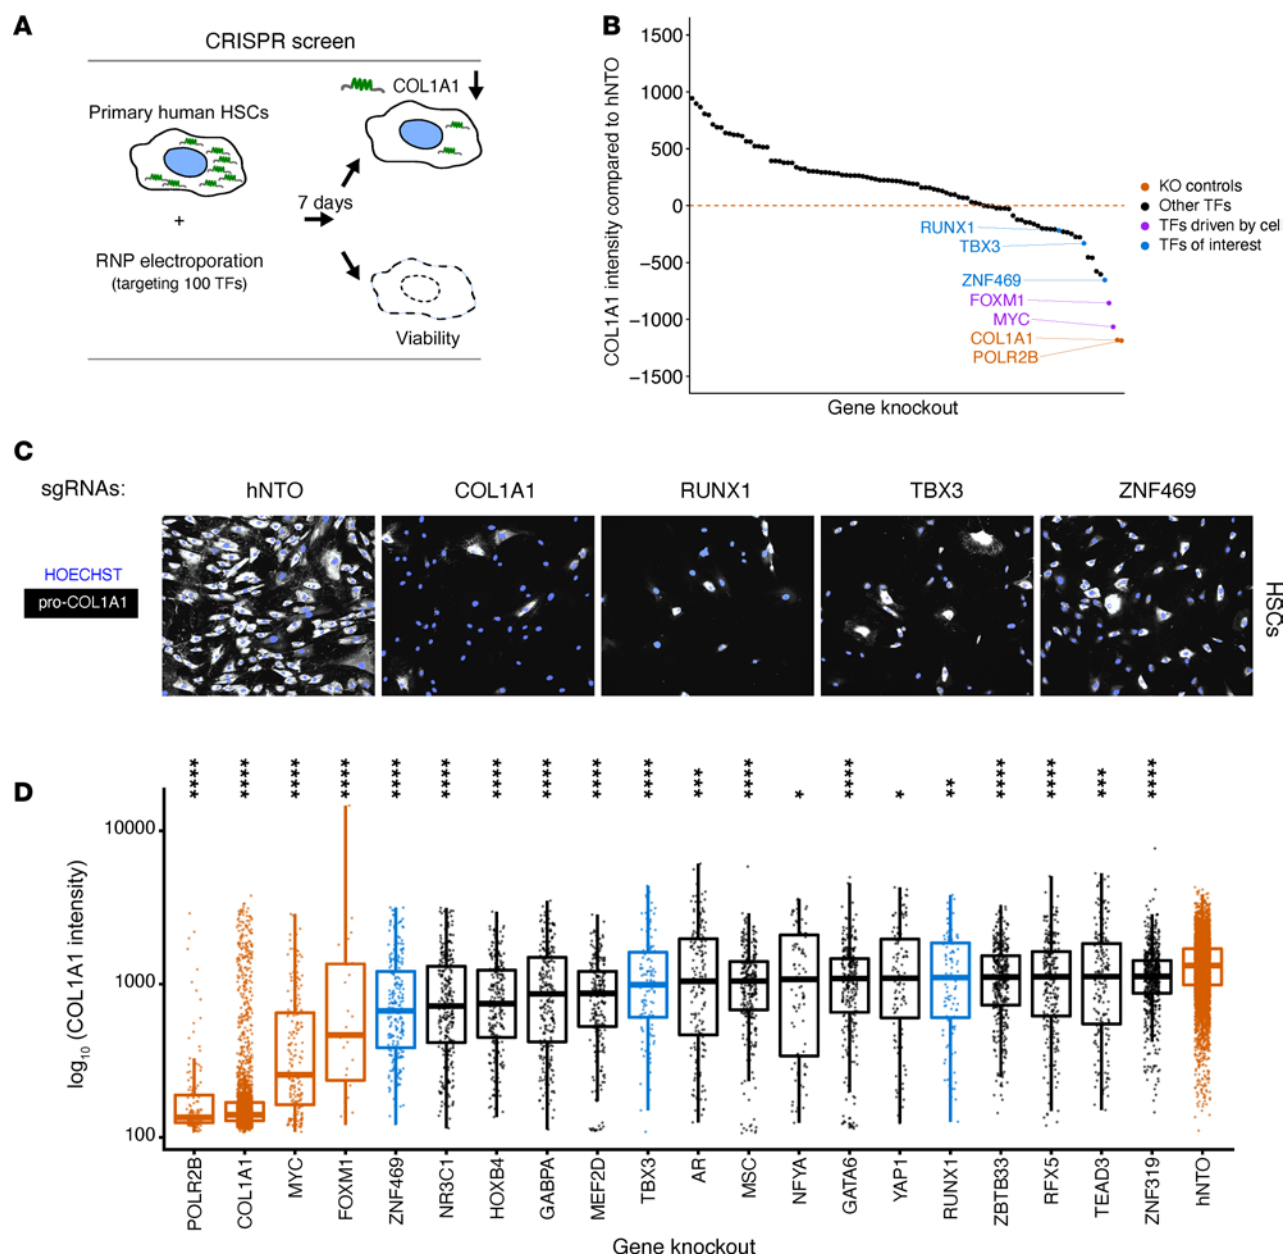 A
CRISPR screen
COL1A1
Primary human HSCs
+
RNP electroporation
(targeting 100 TFs)
7 days
Viability
B
COL1A1 intensity compared to hNTO
1500
1000
500
0
−500
−1000
−1500
RUNX1
TBX3
ZNF469
FOXM1
MYC
COL1A1
POLR2B
Gene knockout
KO controls
Other TFs
TFs driven by cel
TFs of interest
C
sgRNAs:
hNTO
COL1A1
RUNX1
TBX3
ZNF469
HOECHST
pro-COL1A1
HSCs
D
log10 (COL1A1 intensity)
10000
1000
100
****
****
****
****
****
****
****
****
****
****
***
****
*
****
*
**
****
****
***
****
POLR2B
COL1A1
MYC
FOXM1
ZNF469
NR3C1
HOXB4
GABPA
MEF2D
TBX3
AR
MSC
NFYA
GATA6
YAP1
RUNX1
ZBTB33
RFX5
TEAD3
ZNF319
hNTO
Gene knockout